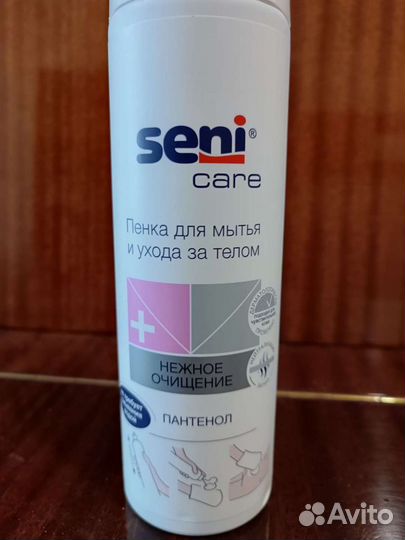 seni®
care
Пенка для мытья
и ухода за телом
НЕЖНОЕ
ОЧИЩЕНИЕ
ПАНТЕНОЛ
Avito